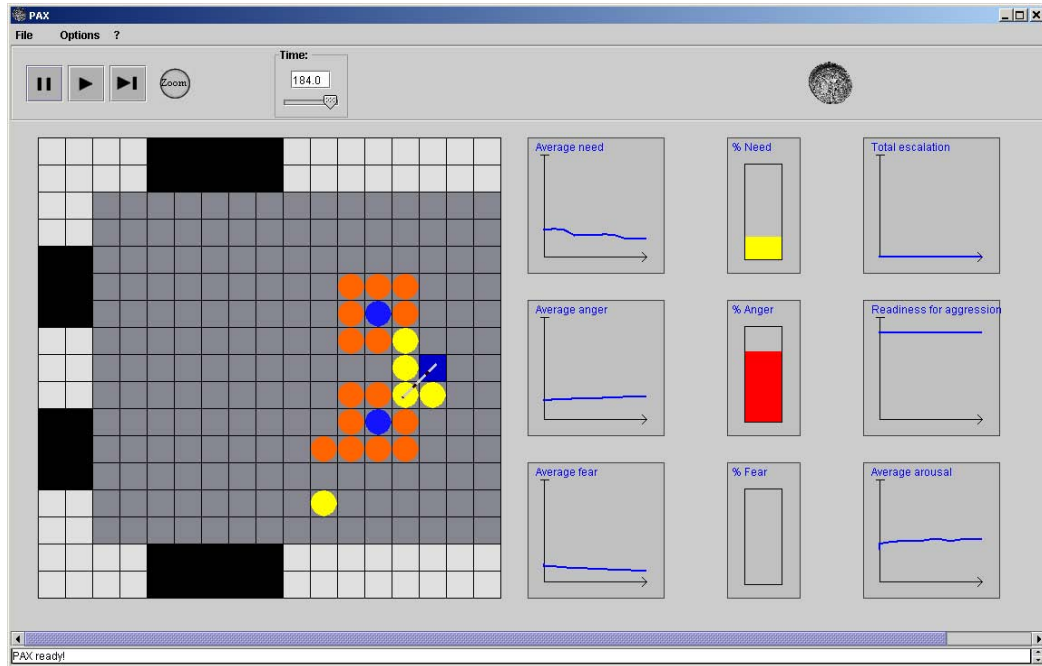 PAX
File Options ?
Zoom
Time:
184.0
Average need
% Need
Total escalation
Average anger
% Anger
Readiness for aggression
Average fear
% Fear
Average arousal
PAX ready!